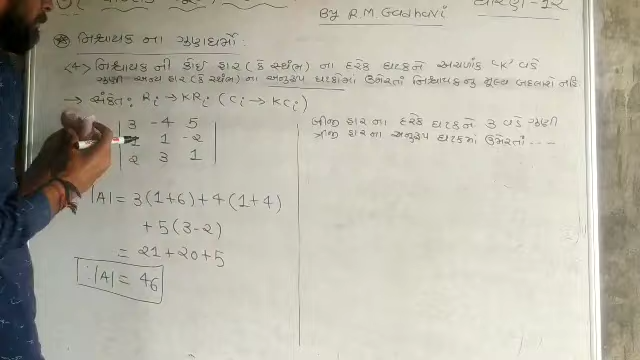 By R.M Gadhavi
ધોરણ-12
નિશ્ચાયક ના ગુણધર્મો:
(4) નિશ્ચાયક ની કોઈ હાર (કે સ્તંભ) ના દરેક ઘટકને અચળાંક 'K' વડે
ગુણી અન્ય હાર (કે સ્તંભ) ના અનુરૂપ ઘટકોમાં ઉમેરતાં નિશ્ચાયકનુ મૂલ્ય બદલાશે નહિ
→ સંકેત: Ri → KRi (Ci → KCi)
3 -4 5
1 1 -2
2 3 1
|A| = 3(1+6)+4(1+4)
+5(3-2)
= 21+20+5
∴ |A| = 46
બીજી હારના દરેક ઘટકને 3 વડે ગુણી
ત્રીજી હારના અનુરૂપ ઘટકમાં ઉમેરતાં ---